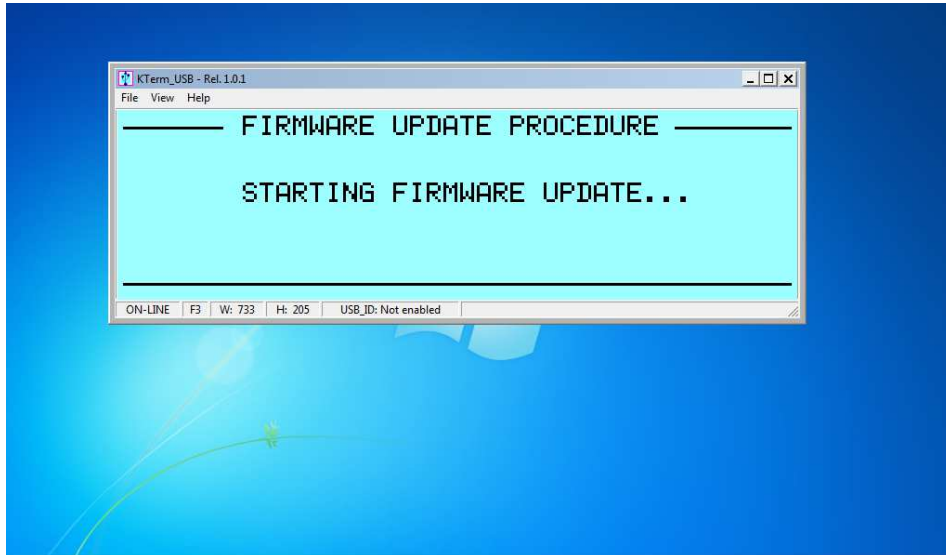 KTerm_USB - Rel. 1.0.1
File View Help
FIRMWARE UPDATE PROCEDURE
STARTING FIRMWARE UPDATE...
ON-LINE F3 W: 733 H: 205 USB_ID: Not enabled